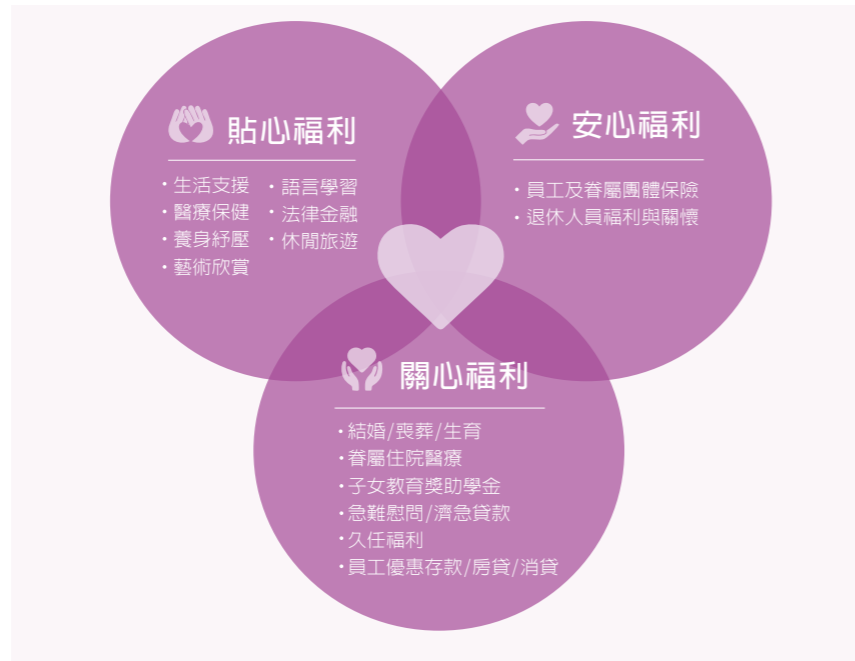 貼心福利
・生活支援
・醫療保健
・養身紓壓
・藝術欣賞
・語言學習
・法律金融
・休閒旅遊
安心福利
・員工及眷屬團體保險
・退休人員福利與關懷
關心福利
・結婚/喪葬/生育
・眷屬住院醫療
・子女教育獎助學金
・急難慰問/濟急貸款
・久任福利
・員工優惠存款/房貸/消貸